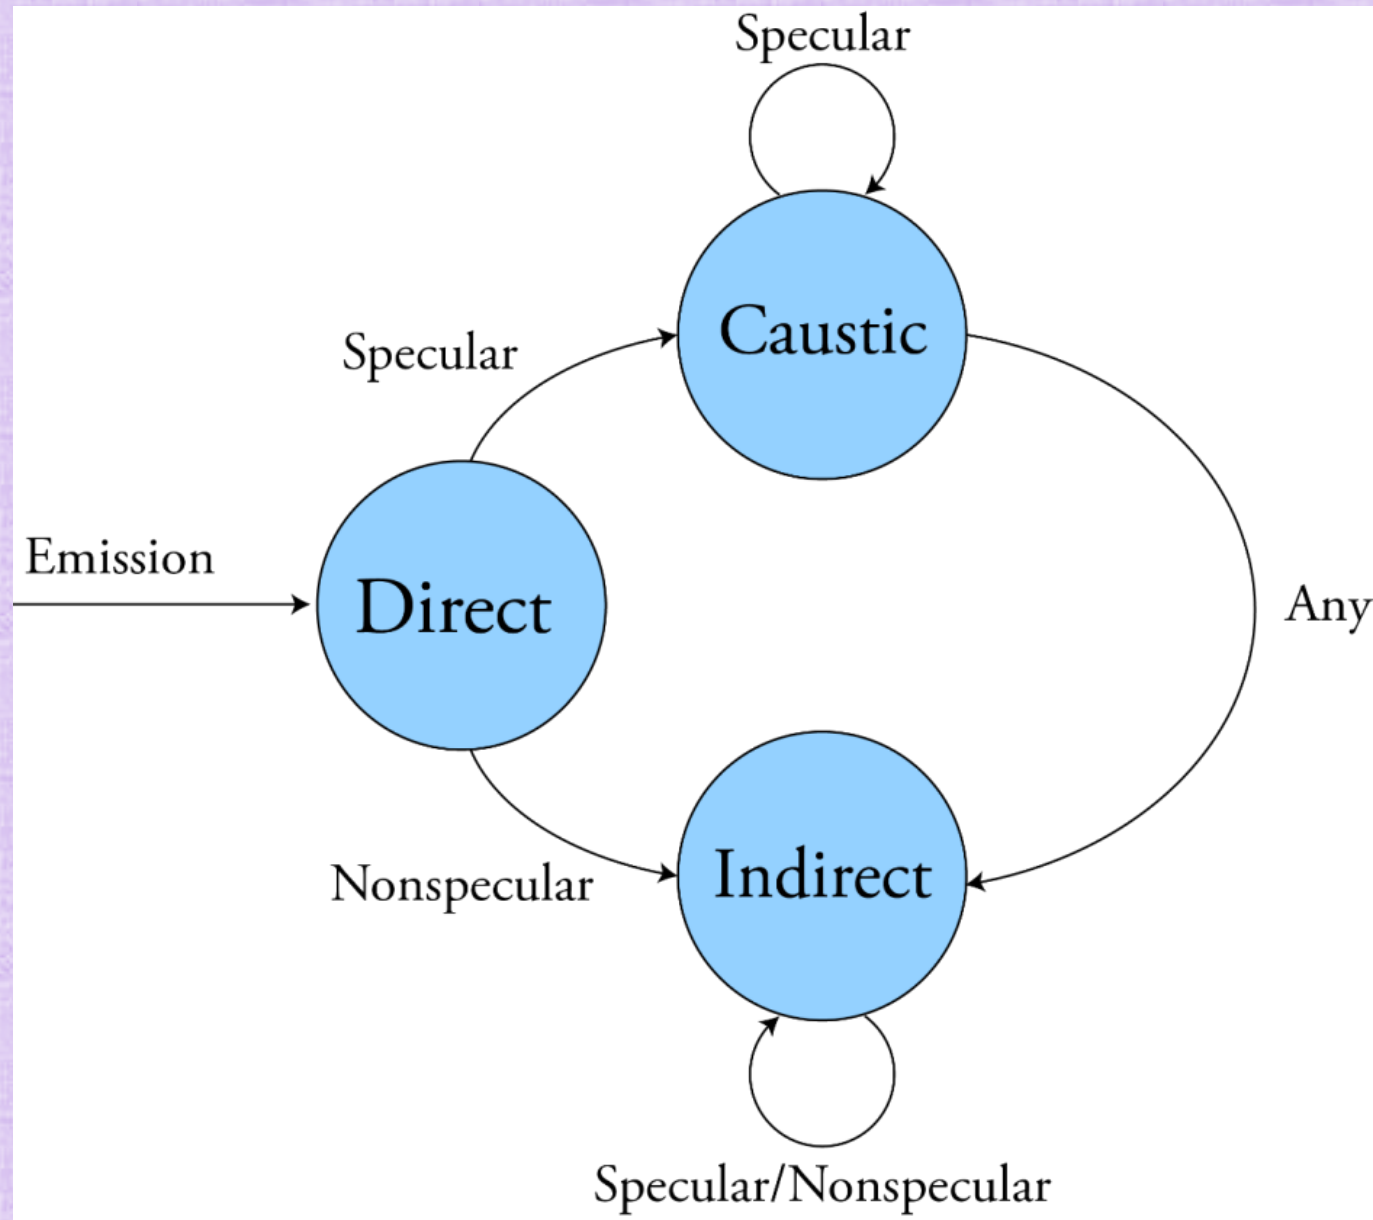 Specular
Caustic
Specular
Emission
Direct
Any
Nonspecular
Indirect
Specular/Nonspecular